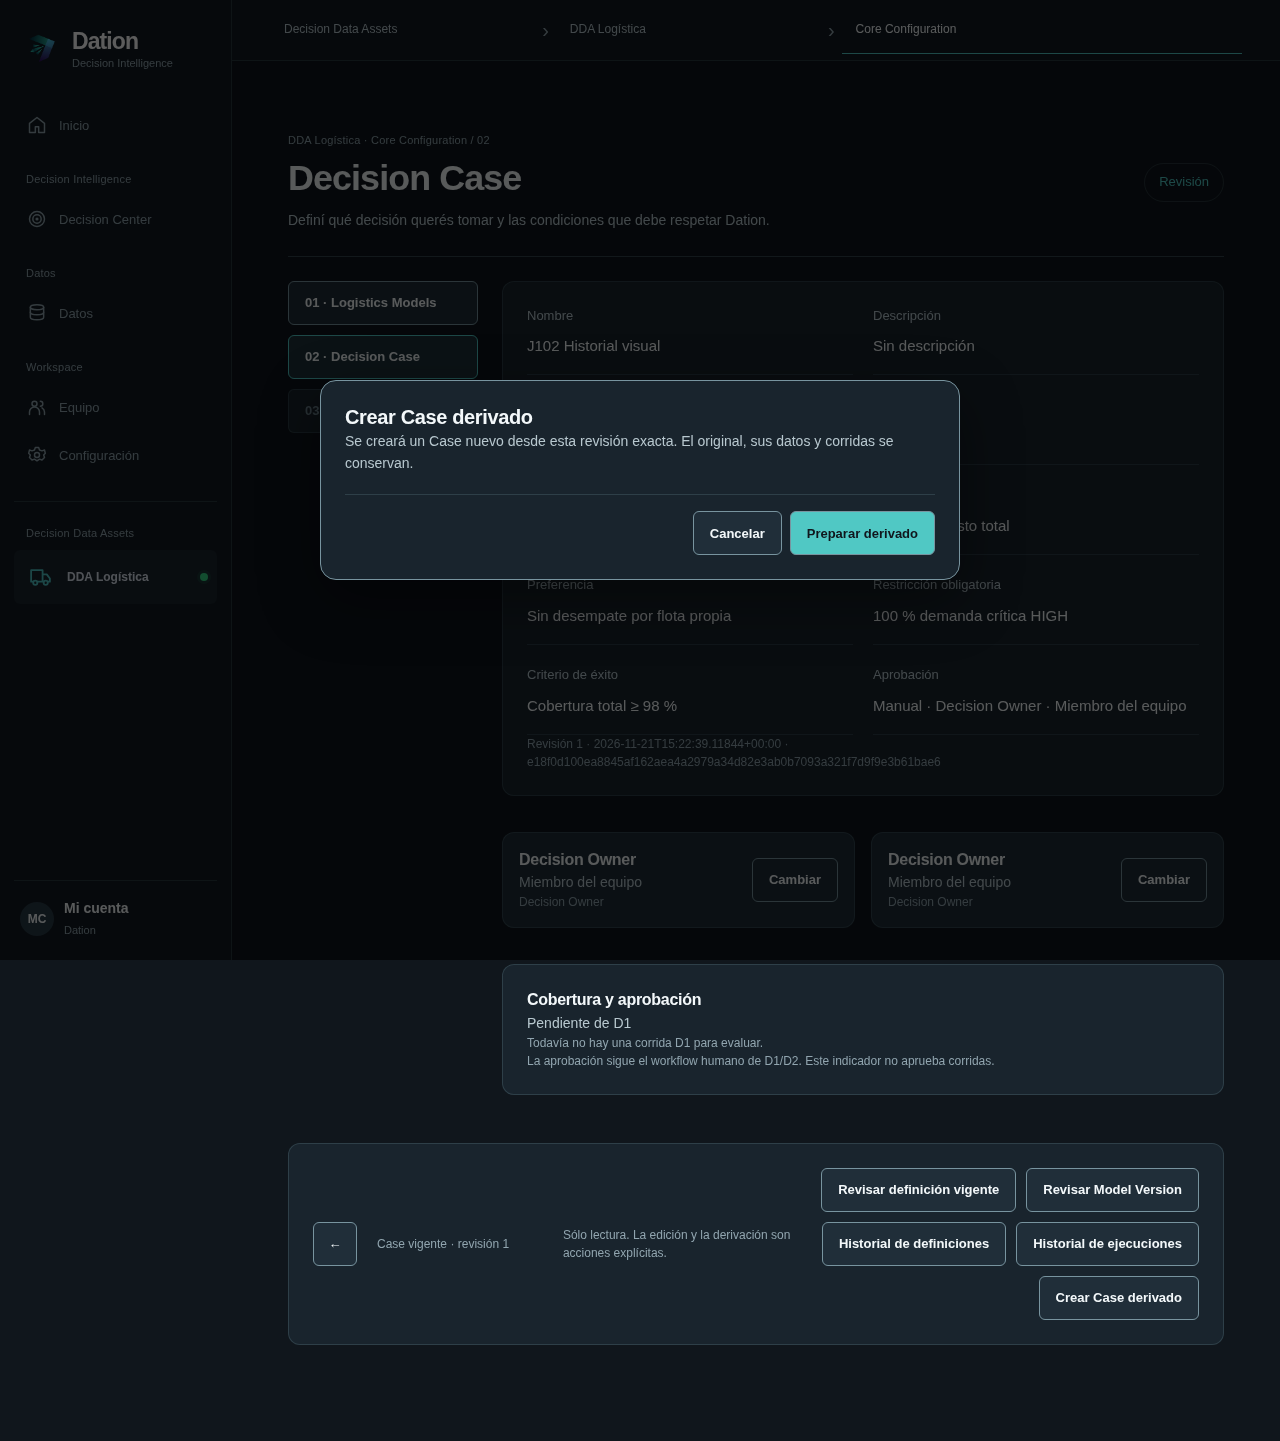 Dation
Decision Intelligence
Inicio
Decision Intelligence
Decision Center
Datos
Datos
Workspace
Equipo
Configuración
Decision Data Assets
DDA Logística
MC
Mi cuenta
Dation
Decision Data Assets › DDA Logística › Core Configuration
DDA Logística · Core Configuration / 02
Decision Case
Revisión
Definí qué decisión querés tomar y las condiciones que debe respetar Dation.
01 · Logistics Models
02 · Decision Case
03
Nombre
J102 Historial visual
Descripción
Sin descripción
Crear Case derivado
Se creará un Case nuevo desde esta revisión exacta. El original, sus datos y corridas se
conservan.
Cancelar
Preparar derivado
total
Preferencia
Sin desempate por flota propia
Restricción obligatoria
100 % demanda crítica HIGH
Criterio de éxito
Cobertura total ≥ 98 %
Aprobación
Manual · Decision Owner · Miembro del equipo
Revisión 1 · 2026-11-21T15:22:39.11844+00:00 ·
e18f0d100ea8845af162aea4a2979a34d82e3ab0b7093a321f7d9f9e3b61bae6
Decision Owner
Miembro del equipo
Decision Owner
Cambiar
Decision Owner
Miembro del equipo
Decision Owner
Cambiar
Cobertura y aprobación
Pendiente de D1
Todavía no hay una corrida D1 para evaluar.
La aprobación sigue el workflow humano de D1/D2. Este indicador no aprueba corridas.
←
Case vigente · revisión 1
Sólo lectura. La edición y la derivación son
acciones explícitas.
Revisar definición vigente
Revisar Model Version
Historial de definiciones
Historial de ejecuciones
Crear Case derivado